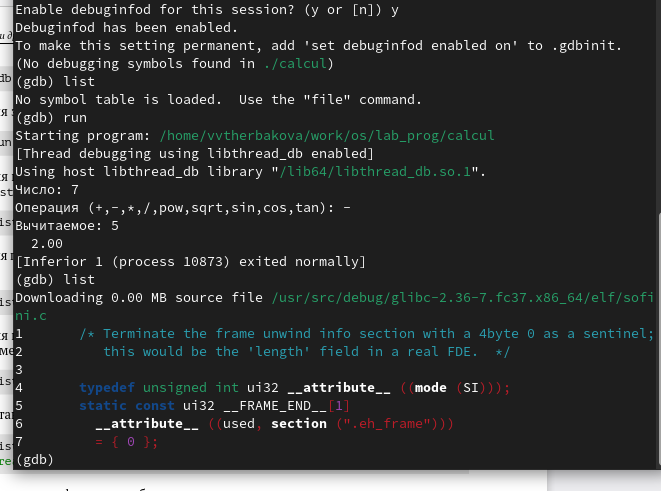 Enable debuginfod for this session? (y or [n]) y
Debuginfod has been enabled.
To make this setting permanent, add 'set debuginfod enabled on' to .gdbinit.
(No debugging symbols found in ./calcul)
(gdb) list
No symbol table is loaded.  Use the "file" command.
(gdb) run
Starting program: /home/vvtherbakova/work/os/lab_prog/calcul
[Thread debugging using libthread_db enabled]
Using host libthread_db library "/lib64/libthread_db.so.1".
Число: 7
Операция (+,-,*,/,pow,sqrt,sin,cos,tan): -
Вычитаемое: 5
  2.00
[Inferior 1 (process 10873) exited normally]
(gdb) list
Downloading 0.00 MB source file /usr/src/debug/glibc-2.36-7.fc37.x86_64/elf/sofi
ni.c
1       /* Terminate the frame unwind info section with a 4byte 0 as a sentinel;
2          this would be the 'length' field in a real FDE.  */
3
4       typedef unsigned int ui32 __attribute__ ((mode (SI)));
5       static const ui32 __FRAME_END__[1]
6         __attribute__ ((used, section (".eh_frame")))
7         = { 0 };
(gdb)